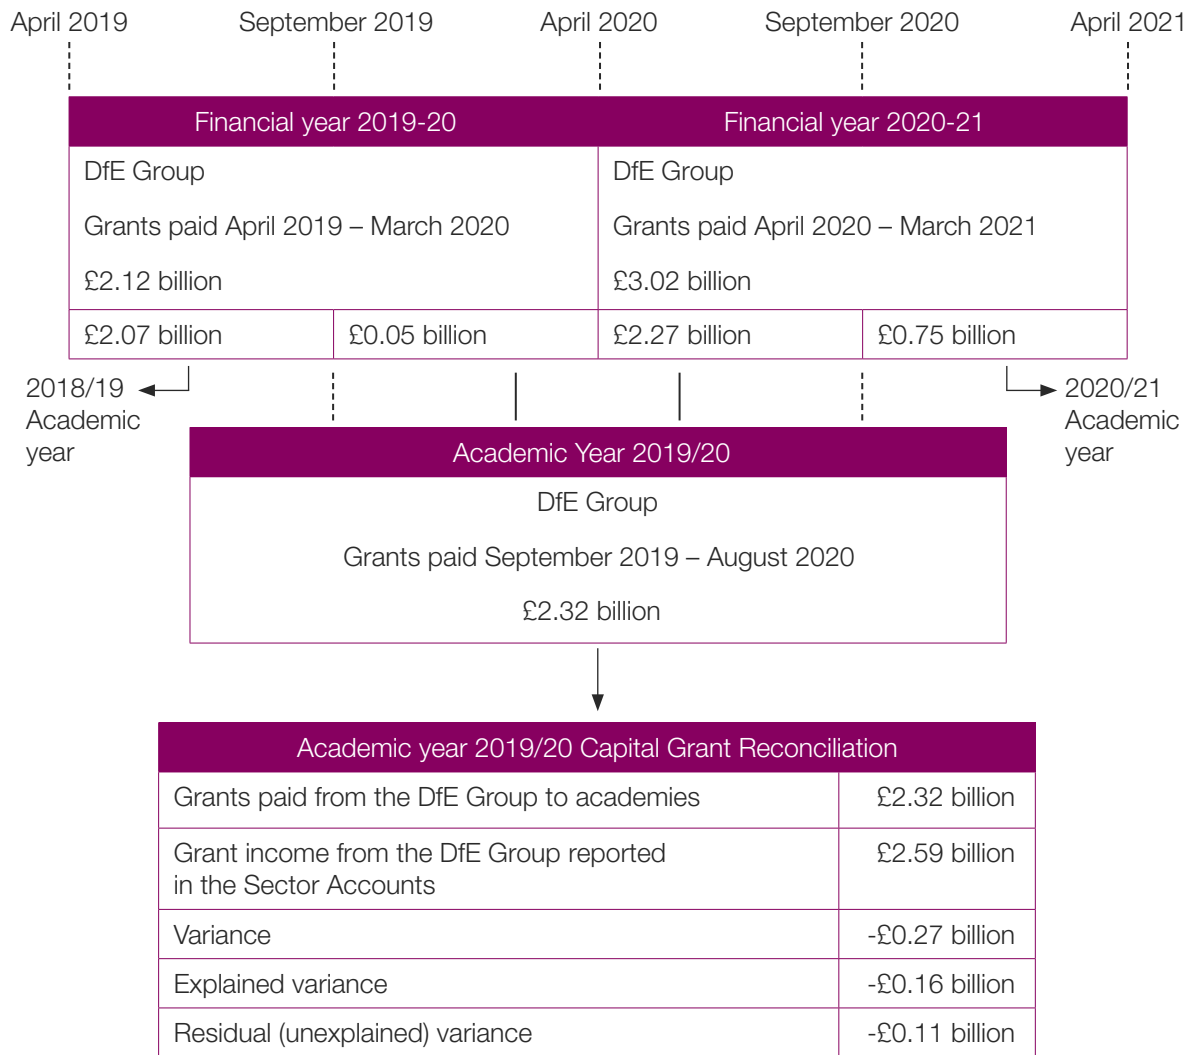 April 2019 September 2019 April 2020 September 2020 April 2021
Financial year 2019-20 Financial year 2020-21
DfE Group DfE Group
Grants paid April 2019 – March 2020 Grants paid April 2020 – March 2021
£2.12 billion £3.02 billion
£2.07 billion £0.05 billion £2.27 billion £0.75 billion
2018/19
Academic
year
2020/21
Academic
year
Academic Year 2019/20
DfE Group
Grants paid September 2019 – August 2020
£2.32 billion
Academic year 2019/20 Capital Grant Reconciliation
Grants paid from the DfE Group to academies £2.32 billion
Grant income from the DfE Group reported £2.59 billion
in the Sector Accounts
Variance -£0.27 billion
Explained variance -£0.16 billion
Residual (unexplained) variance -£0.11 billion